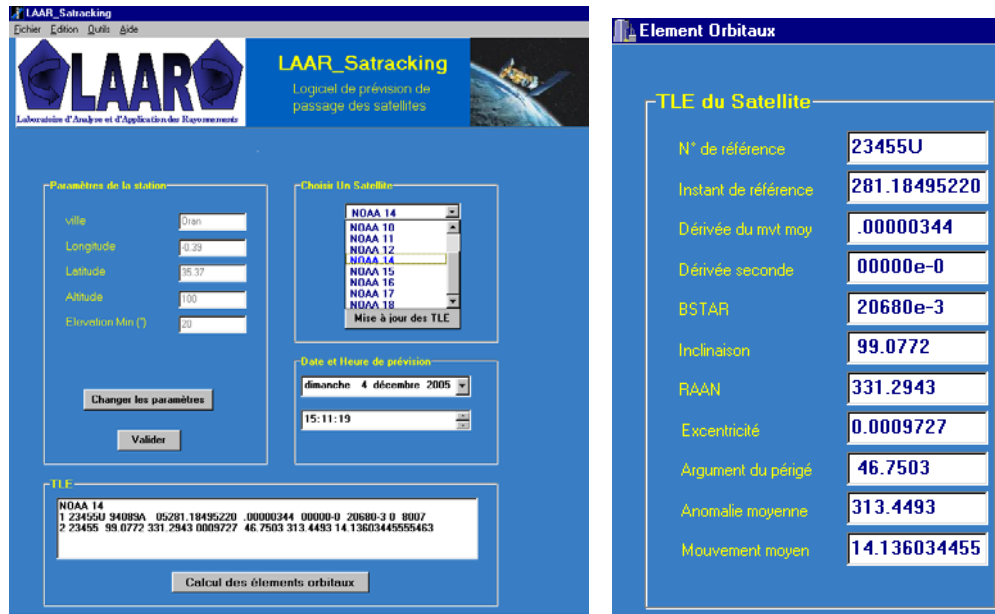 LAAR_Satracking
Fichier Édition Outils Aide
LAAR
Laboratoire d'Analyse et d'Application des Rayonnements
LAAR_Satracking
Logiciel de prévision de
passage des satellites
Paramètres de la station
ville Oran
Longitude -0.39
Latitude 35.37
Altitude 100
Elevation Min (°) 20
Changer les paramètres
Valider
Choisir Un Satellite
NOAA 14
NOAA 10
NOAA 11
NOAA 12
NOAA 14
NOAA 15
NOAA 16
NOAA 17
NOAA 18
Mise à jour des TLE
Date et Heure de prévision
dimanche 4 décembre 2005
15:11:19
TLE
NOAA 14
1 23455U 94089A 05281.18495220 .00000344 00000-0 20680-3 0 8007
2 23455 99.0772 331.2943 0009727 46.7503 313.4493 14.13603445555463
Calcul des élements orbitaux
Element Orbitaux
TLE du Satellite
N° de référence 23455U
Instant de référence 281.18495220
Dérivée du mvt moy .00000344
Dérivée seconde 00000e-0
BSTAR 20680e-3
Inclinaison 99.0772
RAAN 331.2943
Excentricité 0.0009727
Argument du périgé 46.7503
Anomalie moyenne 313.4493
Mouvement moyen 14.136034455